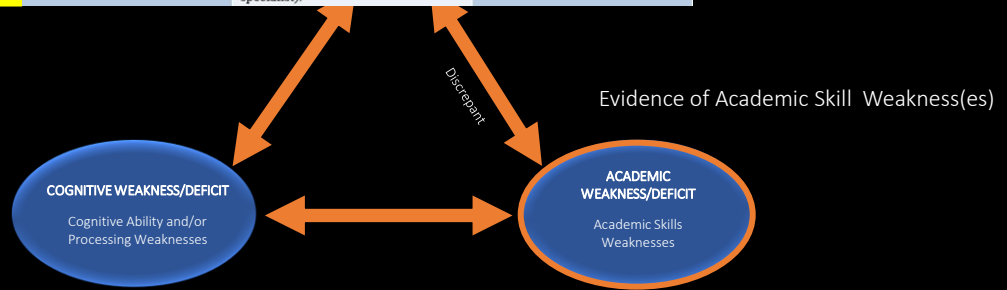 specialist).
Discrepant
Evidence of Academic Skill Weakness(es)
COGNITIVE WEAKNESS/DEFICIT
Cognitive Ability and/or
Processing Weaknesses
ACADEMIC
WEAKNESS/DEFICIT
Academic Skills
Weaknesses